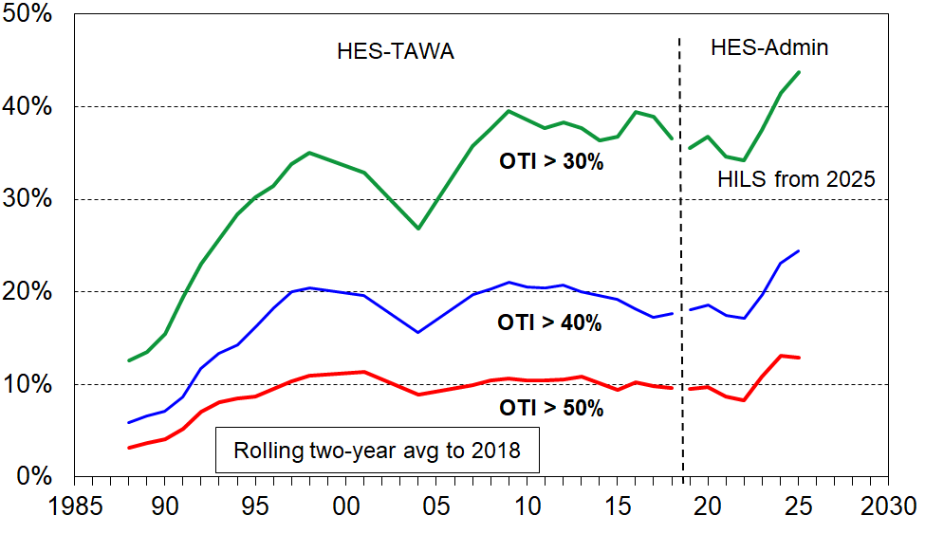 50%
HES-TAWA
HES-Admin
40%
OTI > 30%
HILS from 2025
30%
20%
OTI > 40%
10%
OTI > 50%
Rolling two-year avg to 2018
0%
1985 90 95 00 05 10 15 20 25 2030